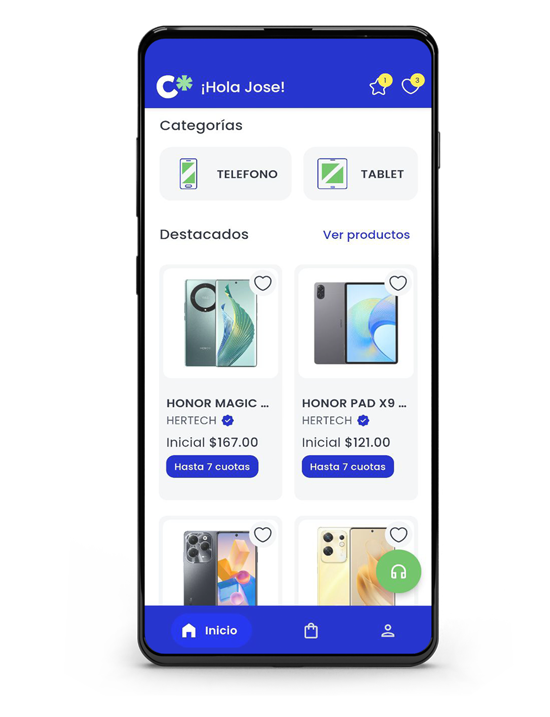 C* ¡Hola Jose!
1
3
Categorías
TELEFONO
TABLET
Destacados
Ver productos
HONOR MAGIC ...
HERTECH
Inicial $167.00
Hasta 7 cuotas
HONOR PAD X9 ...
HERTECH
Inicial $121.00
Hasta 7 cuotas
Inicio